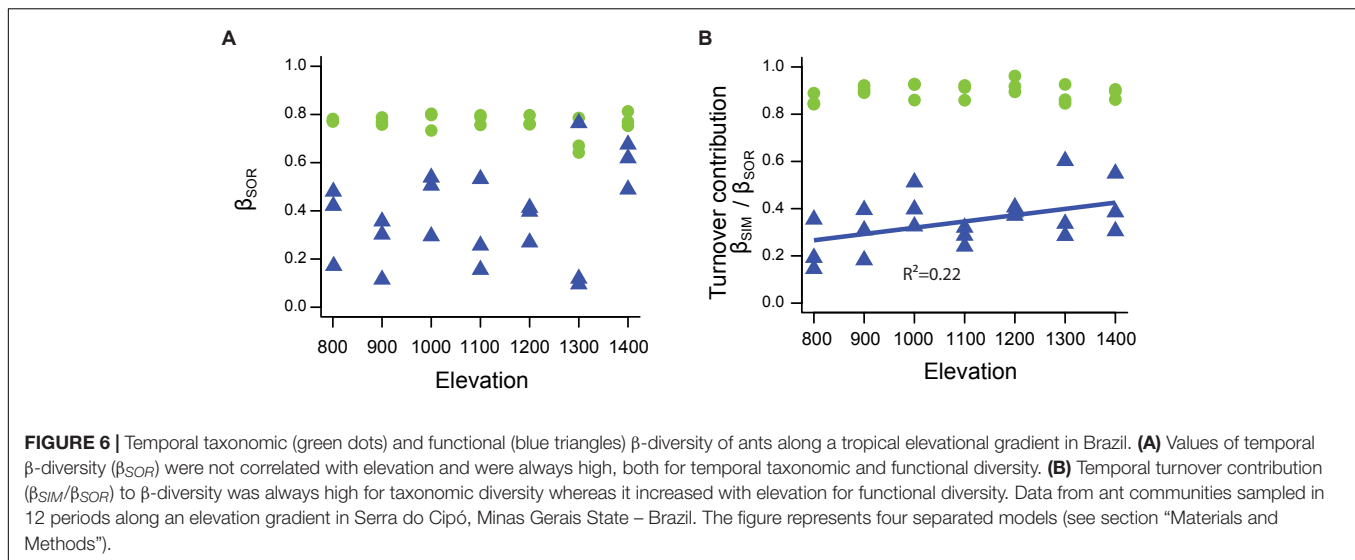 A
B
1.0
0.8
0.6
0.4
0.2
0.0
βSOR
800 900 1000 1100 1200 1300 1400
Elevation
1.0
0.8
0.6
0.4
0.2
0.0
Turnover contribution
βSIM / βSOR
R²=0.22
800 900 1000 1100 1200 1300 1400
Elevation
FIGURE 6 | Temporal taxonomic (green dots) and functional (blue triangles) β-diversity of ants along a tropical elevational gradient in Brazil. (A) Values of temporal
β-diversity (βSOR) were not correlated with elevation and were always high, both for temporal taxonomic and functional diversity. (B) Temporal turnover contribution
(βSIM/βSOR) to β-diversity was always high for taxonomic diversity whereas it increased with elevation for functional diversity. Data from ant communities sampled in
12 periods along an elevation gradient in Serra do Cipó, Minas Gerais State – Brazil. The figure represents four separated models (see section “Materials and
Methods”).